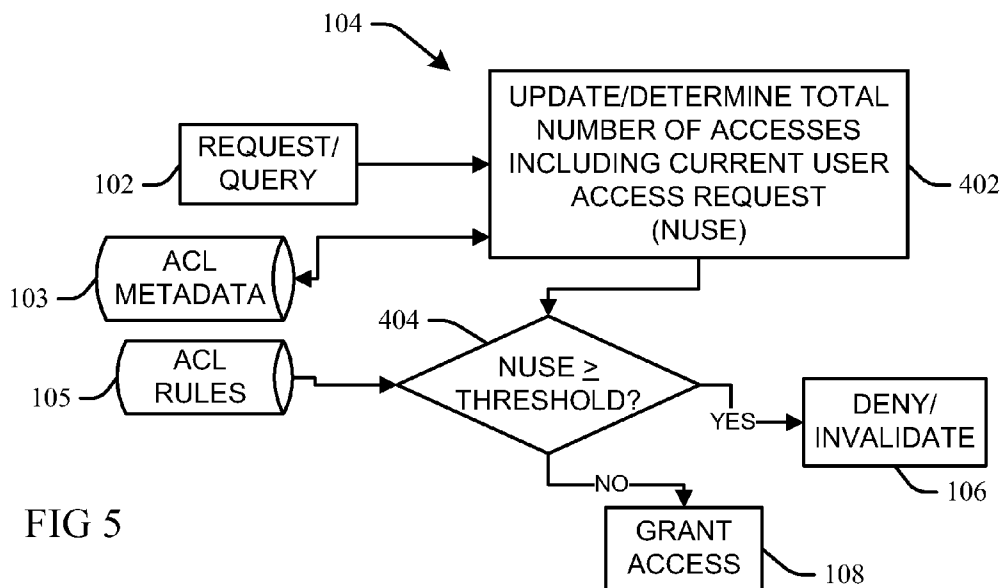 104
UPDATE/DETERMINE TOTAL
NUMBER OF ACCESSES
INCLUDING CURRENT USER
ACCESS REQUEST
(NUSE)
402
REQUEST/
QUERY
102
ACL
METADATA
103
404
ACL
RULES
105
NUSE ≥
THRESHOLD?
YES
DENY/
INVALIDATE
106
NO
GRANT
ACCESS
108
FIG 5